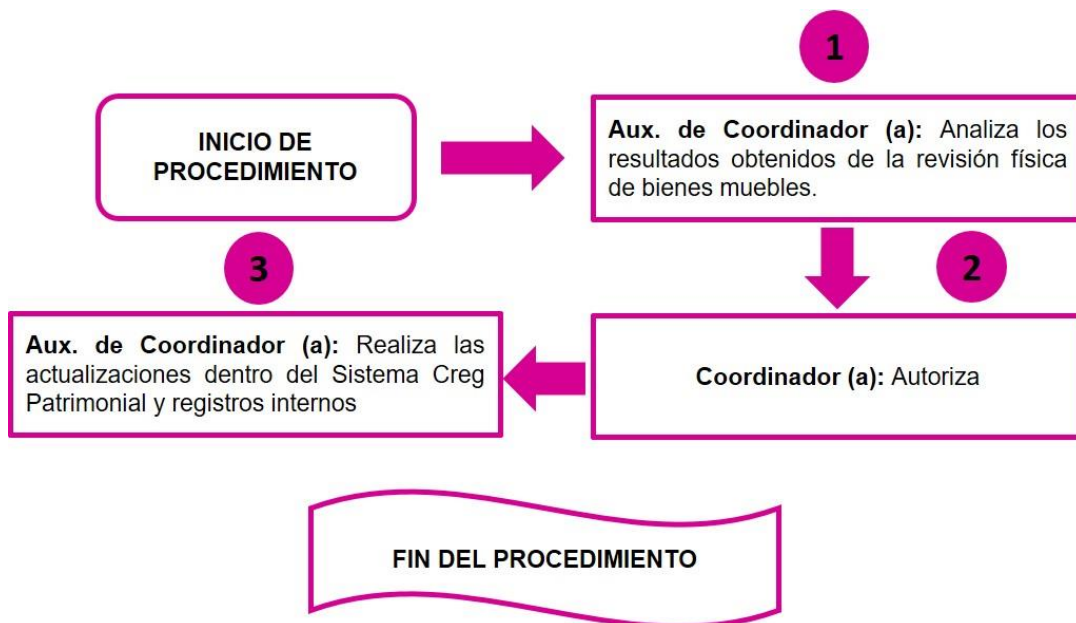 INICIO DE
PROCEDIMIENTO
1
Aux. de Coordinador (a): Analiza los
resultados obtenidos de la revisión física
de bienes muebles.
2
Coordinador (a): Autoriza
3
Aux. de Coordinador (a): Realiza las
actualizaciones dentro del Sistema Creg
Patrimonial y registros internos
FIN DEL PROCEDIMIENTO